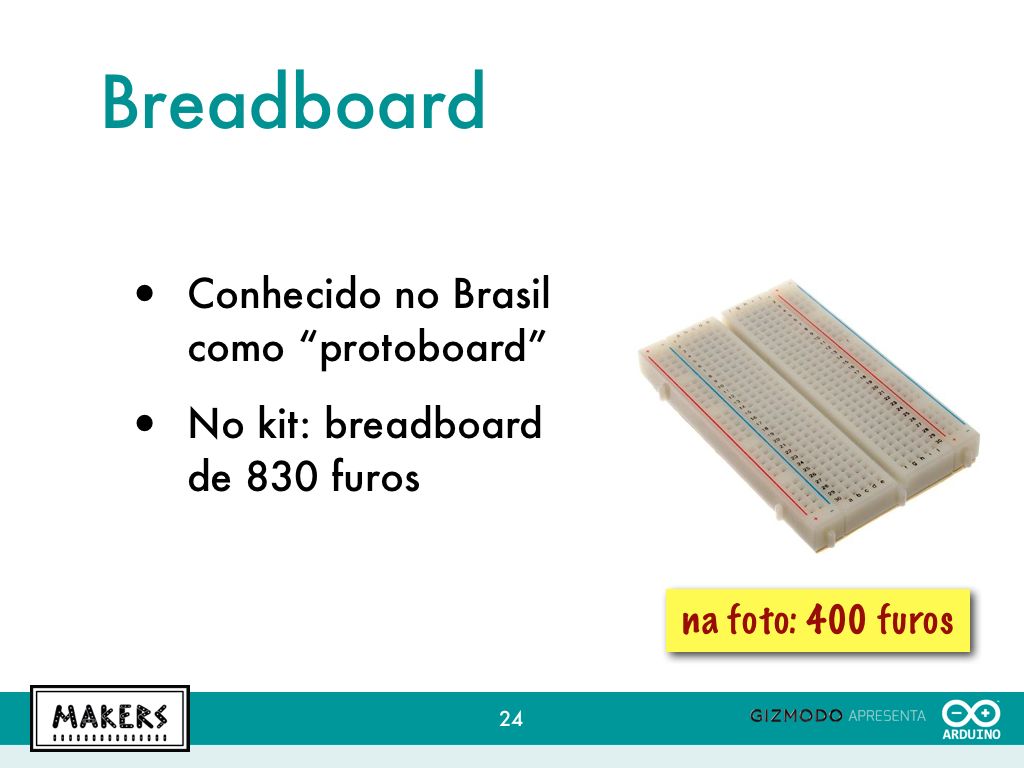 Breadboard
• Conhecido no Brasil
como “protoboard”
• No kit: breadboard
de 830 furos
na foto: 400 furos
MAKERS
24
GIZMODO APRESENTA
ARDUINO